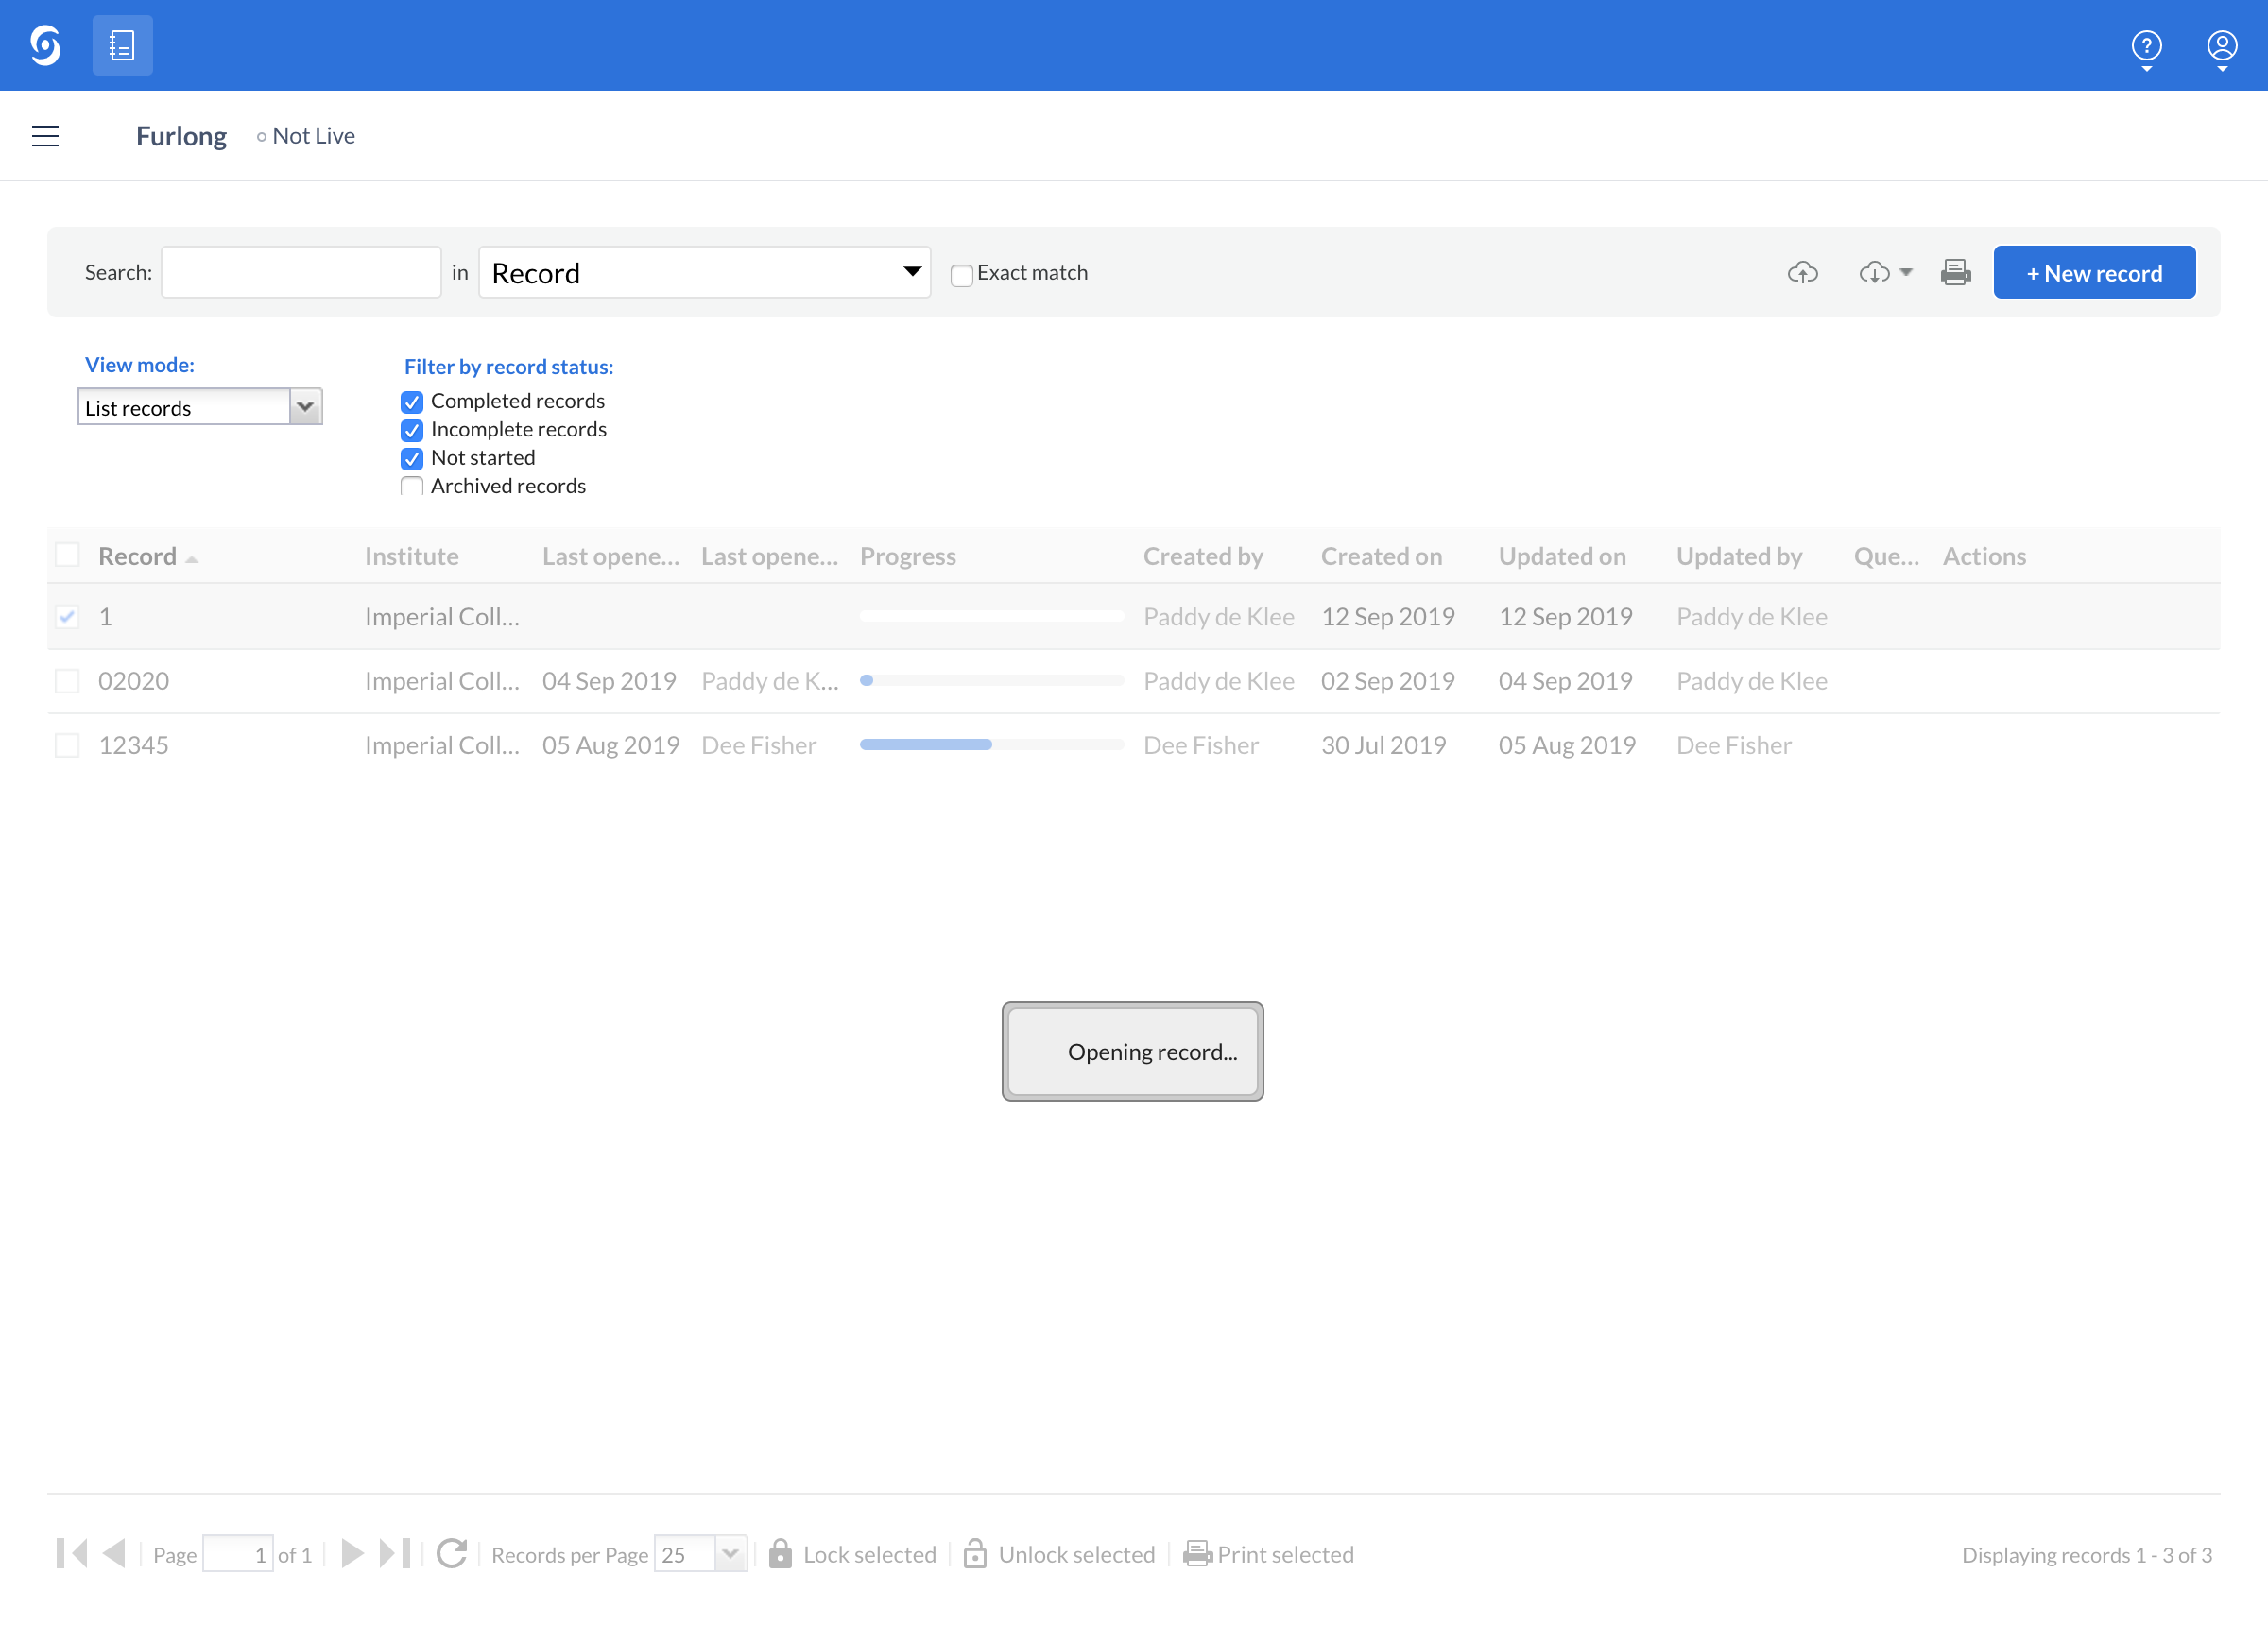 ?
Furlong Not Live
Search: in Record Exact match + New record
View mode: Filter by record status:
List records
Completed records
Incomplete records
Not started
Archived records
Record Institute Last opene... Last opene... Progress Created by Created on Updated on Updated by Que... Actions
1 Imperial Coll... Paddy de Klee 12 Sep 2019 12 Sep 2019 Paddy de Klee
02020 Imperial Coll... 04 Sep 2019 Paddy de K... Paddy de Klee 02 Sep 2019 04 Sep 2019 Paddy de Klee
12345 Imperial Coll... 05 Aug 2019 Dee Fisher Dee Fisher 30 Jul 2019 05 Aug 2019 Dee Fisher
Opening record...
Page 1 of 1 Records per Page 25 Lock selected Unlock selected Print selected Displaying records 1 - 3 of 3